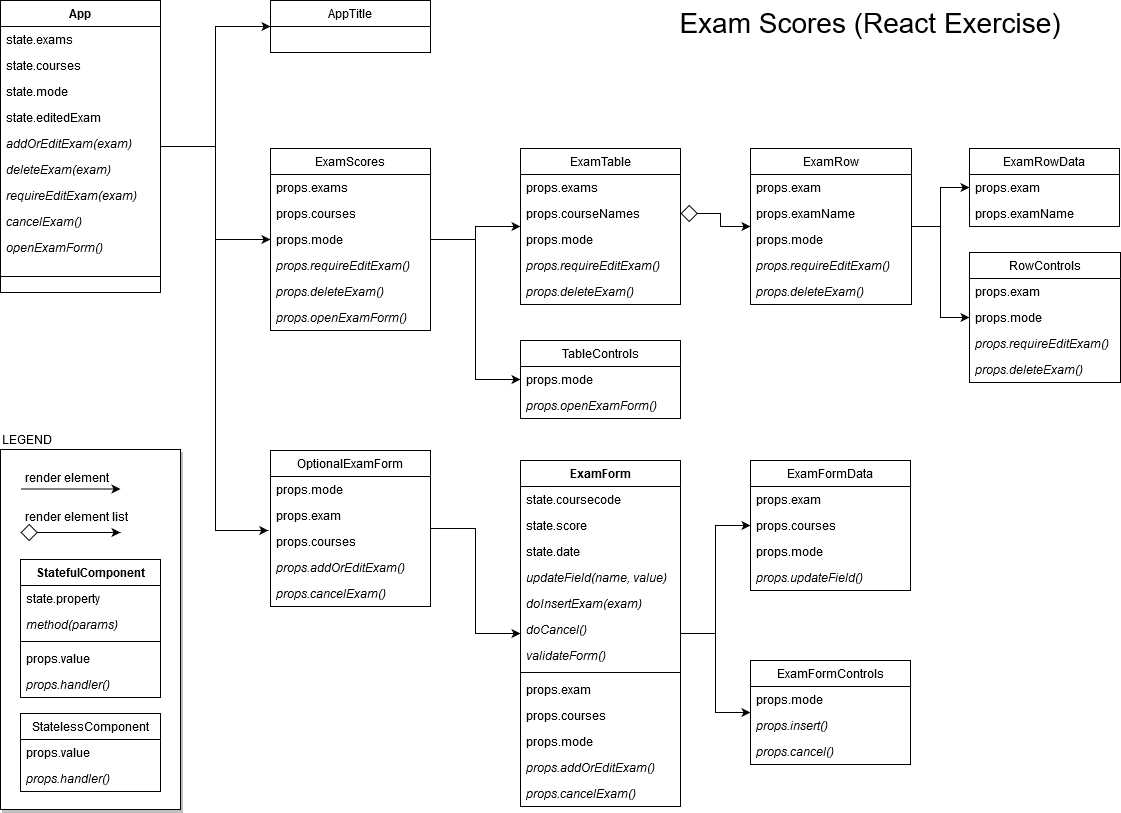 Exam Scores (React Exercise)
App
state.exams
state.courses
state.mode
state.editedExam
addOrEditExam(exam)
deleteExam(exam)
requireEditExam(exam)
cancelExam()
openExamForm()
AppTitle
ExamScores
props.exams
props.courses
props.mode
props.requireEditExam()
props.deleteExam()
props.openExamForm()
ExamTable
props.exams
props.courseNames
props.mode
props.requireEditExam()
props.deleteExam()
ExamRow
props.exam
props.examName
props.mode
props.requireEditExam()
props.deleteExam()
ExamRowData
props.exam
props.examName
RowControls
props.exam
props.mode
props.requireEditExam()
props.deleteExam()
TableControls
props.mode
props.openExamForm()
OptionalExamForm
props.mode
props.exam
props.courses
props.addOrEditExam()
props.cancelExam()
ExamForm
state.coursecode
state.score
state.date
updateField(name, value)
doInsertExam(exam)
doCancel()
validateForm()
props.exam
props.courses
props.mode
props.addOrEditExam()
props.cancelExam()
ExamFormData
props.exam
props.courses
props.mode
props.updateField()
ExamFormControls
props.mode
props.insert()
props.cancel()
LEGEND
render element
render element list
StatefulComponent
state.property
method(params)
props.value
props.handler()
StatelessComponent
props.value
props.handler()